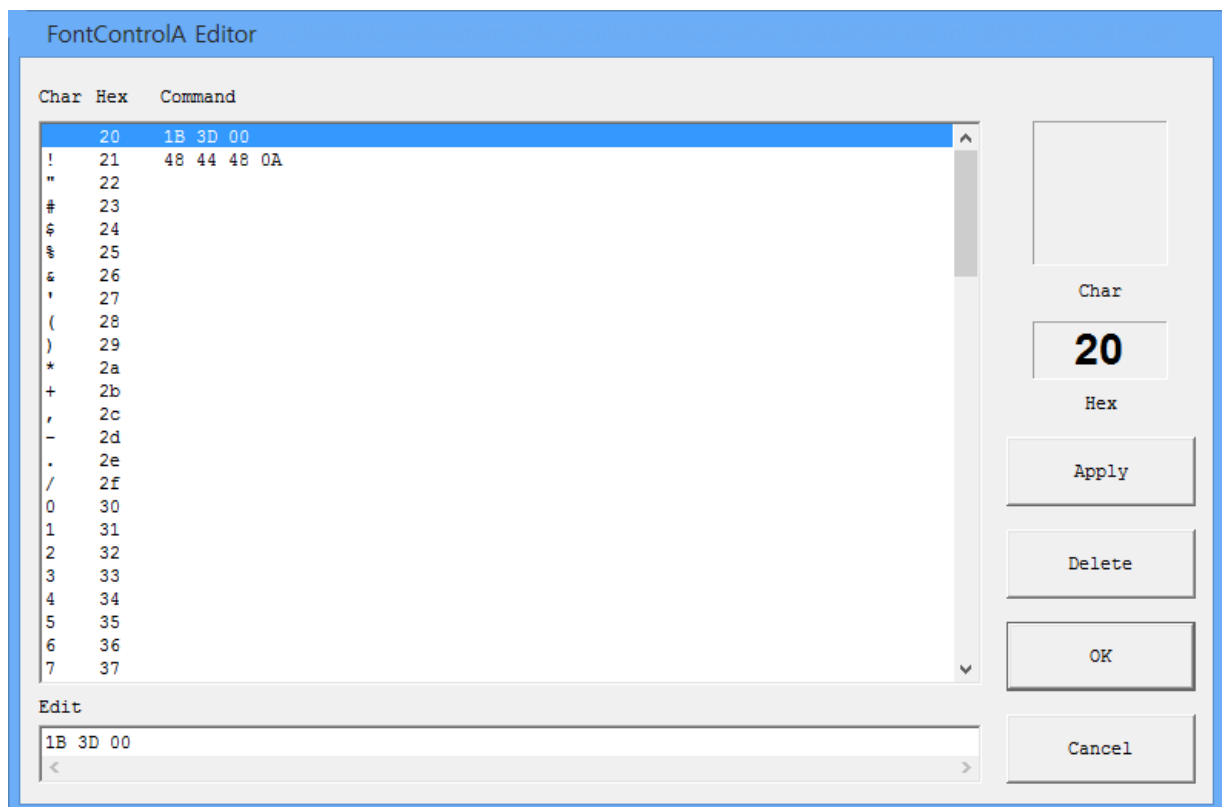 FontControlA Editor
Char Hex Command
20 1B 3D 00
! 21 48 44 48 0A
" 22
# 23
$ 24
% 25
& 26
' 27
( 28
) 29
* 2a
+ 2b
, 2c
- 2d
. 2e
/ 2f
0 30
1 31
2 32
3 33
4 34
5 35
6 36
7 37
Char
20
Hex
Apply
Delete
OK
Cancel
Edit
1B 3D 00